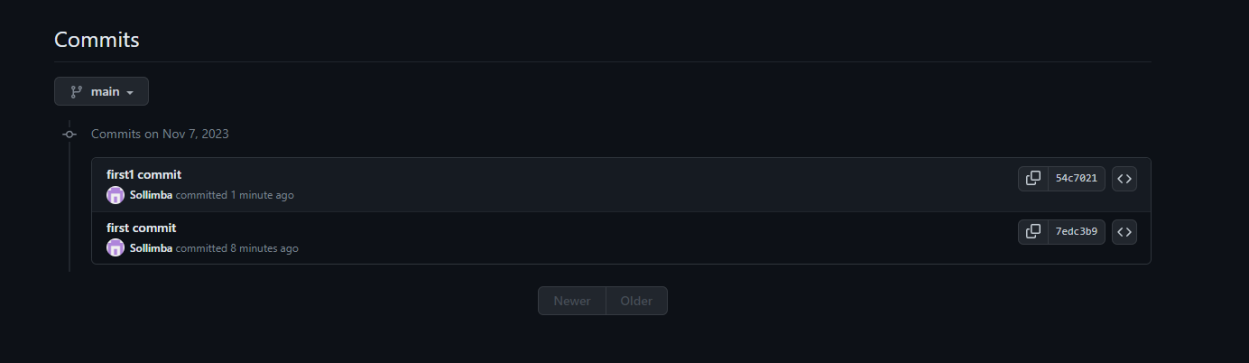 Commits
main
Commits on Nov 7, 2023
first1 commit
54c7021
Sollimba committed 1 minute ago
first commit
7edc3b9
Sollimba committed 8 minutes ago
Newer Older